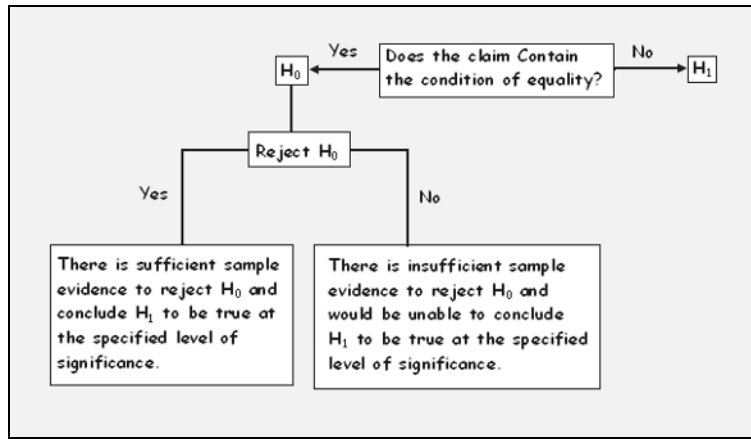 Yes
Does the claim Contain
the condition of equality?
No
H₀
H₁
Reject H₀
Yes
No
There is sufficient sample
evidence to reject H₀ and
conclude H₁ to be true at
the specified level of
significance.
There is insufficient sample
evidence to reject H₀ and
would be unable to conclude
H₁ to be true at the specified
level of significance.